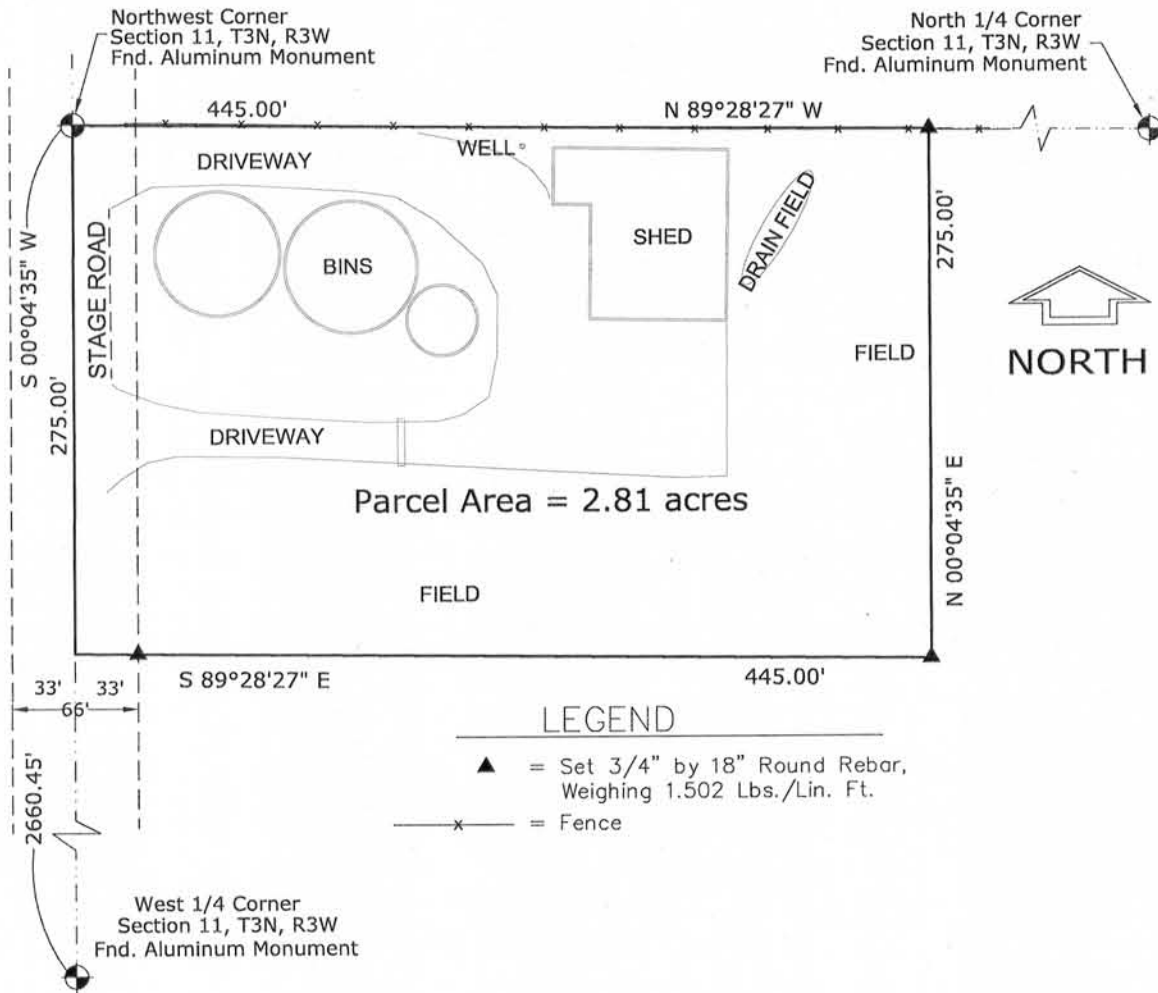 Northwest Corner
Section 11, T3N, R3W
Fnd. Aluminum Monument
North 1/4 Corner
Section 11, T3N, R3W
Fnd. Aluminum Monument
445.00'
N 89°28'27" W
WELL
DRIVEWAY
SHED
DRAIN FIELD
BINS
STAGE ROAD
S 00°04'35" W
275.00'
275.00'
FIELD
NORTH
DRIVEWAY
Parcel Area = 2.81 acres
N 00°04'35" E
FIELD
S 89°28'27" E
445.00'
33'
33'
66'
2660.45'
LEGEND
▲ = Set 3/4" by 18" Round Rebar,
Weighing 1.502 Lbs./Lin. Ft.
x = Fence
West 1/4 Corner
Section 11, T3N, R3W
Fnd. Aluminum Monument